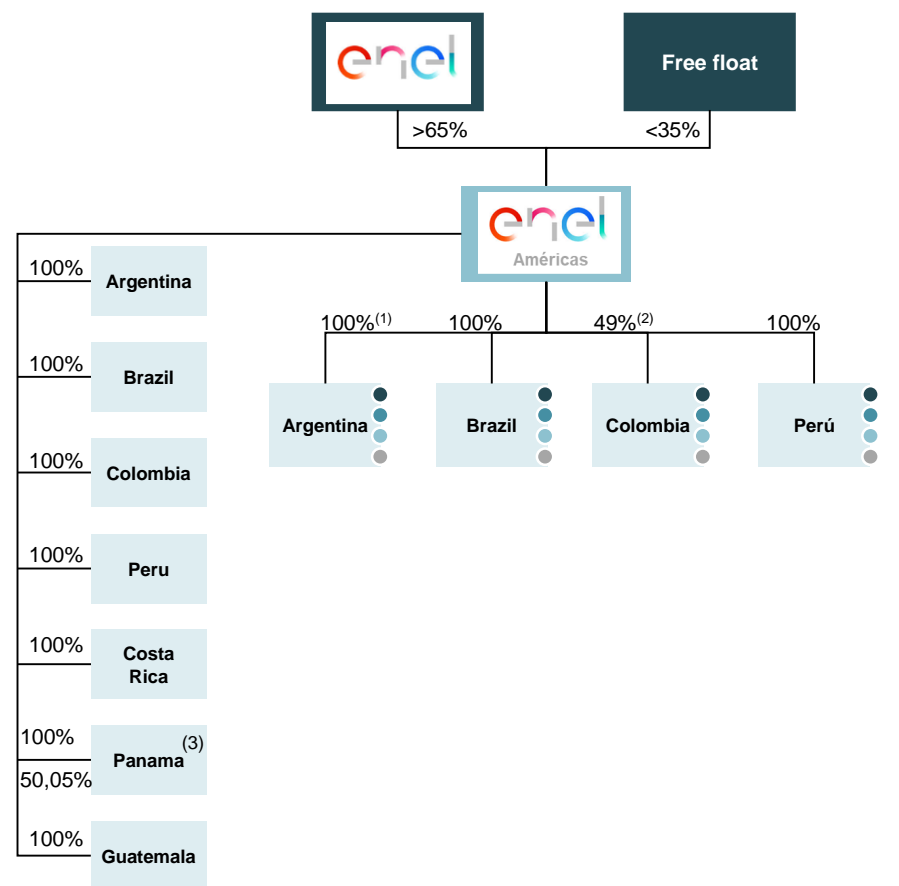 enel
Free float
>65%
<35%
enel
Américas
100%
Argentina
100%(1)
100%
49%(2)
100%
100%
Brazil
Argentina
Brazil
Colombia
Perú
100%
Colombia
100%
Peru
100%
Costa
Rica
100%
(3)
Panama
50,05%
100%
Guatemala